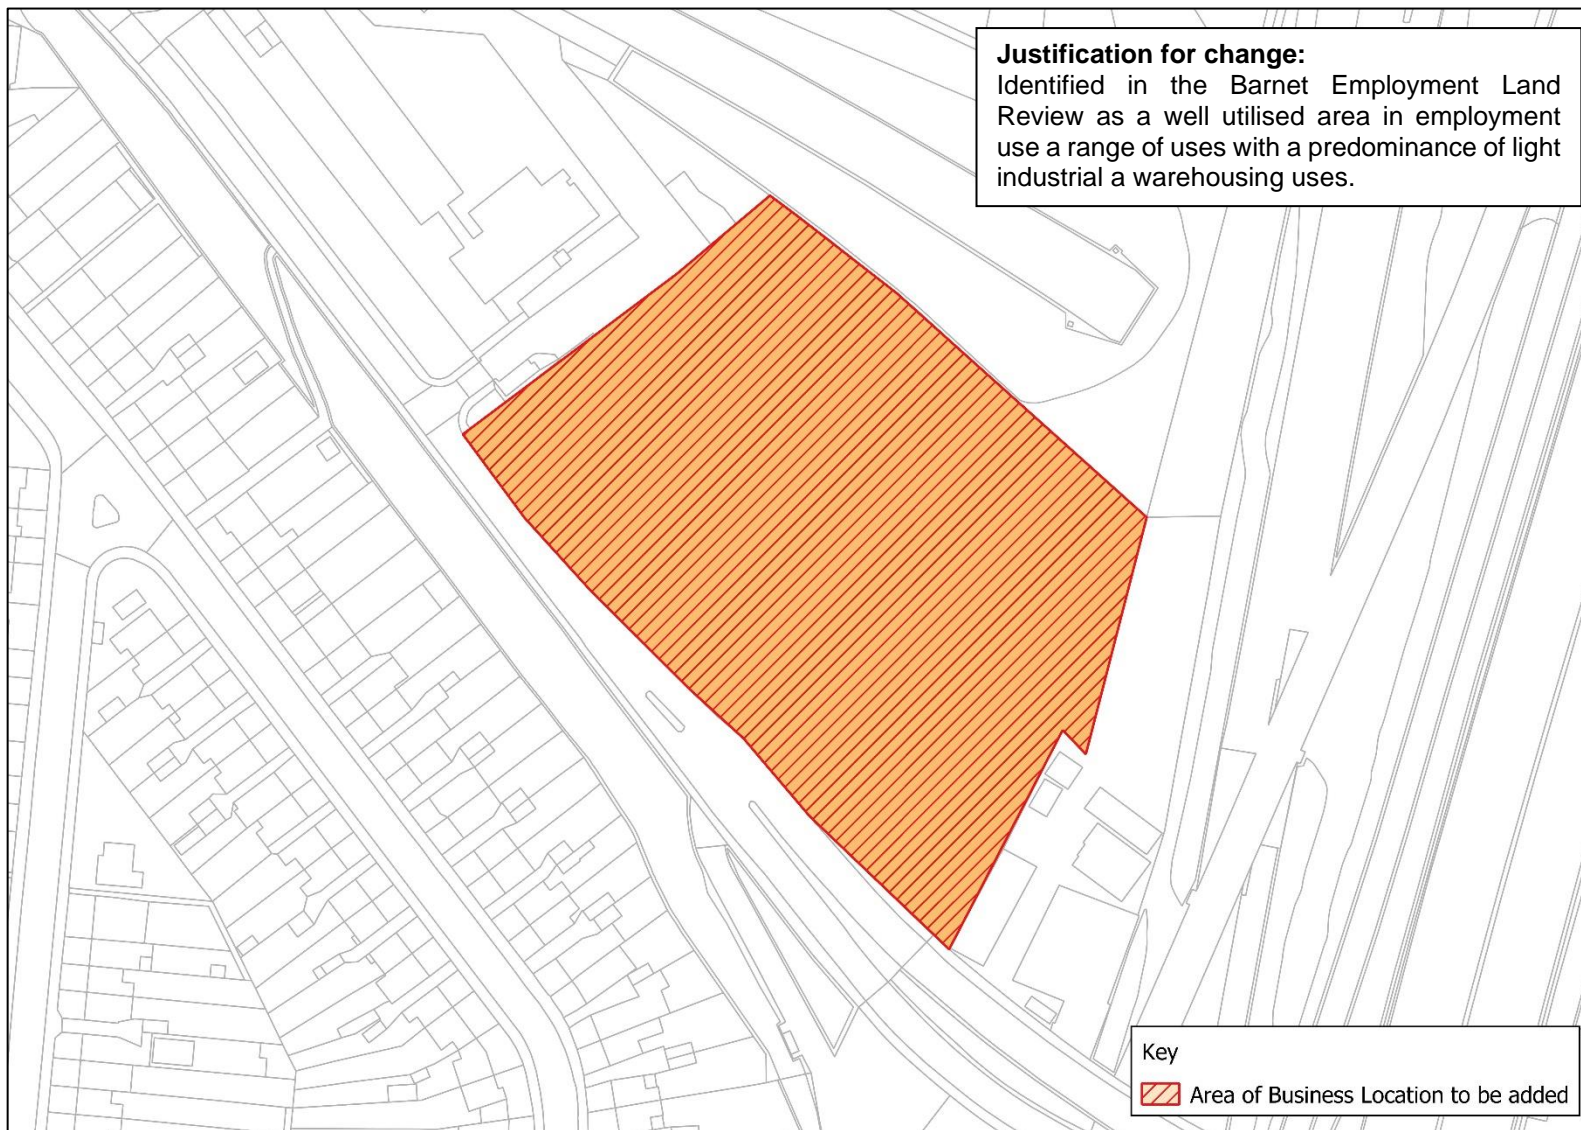 Justification for change:
Identified in the Barnet Employment Land
Review as a well utilised area in employment
use a range of uses with a predominance of light
industrial a warehousing uses.
Key
Area of Business Location to be added